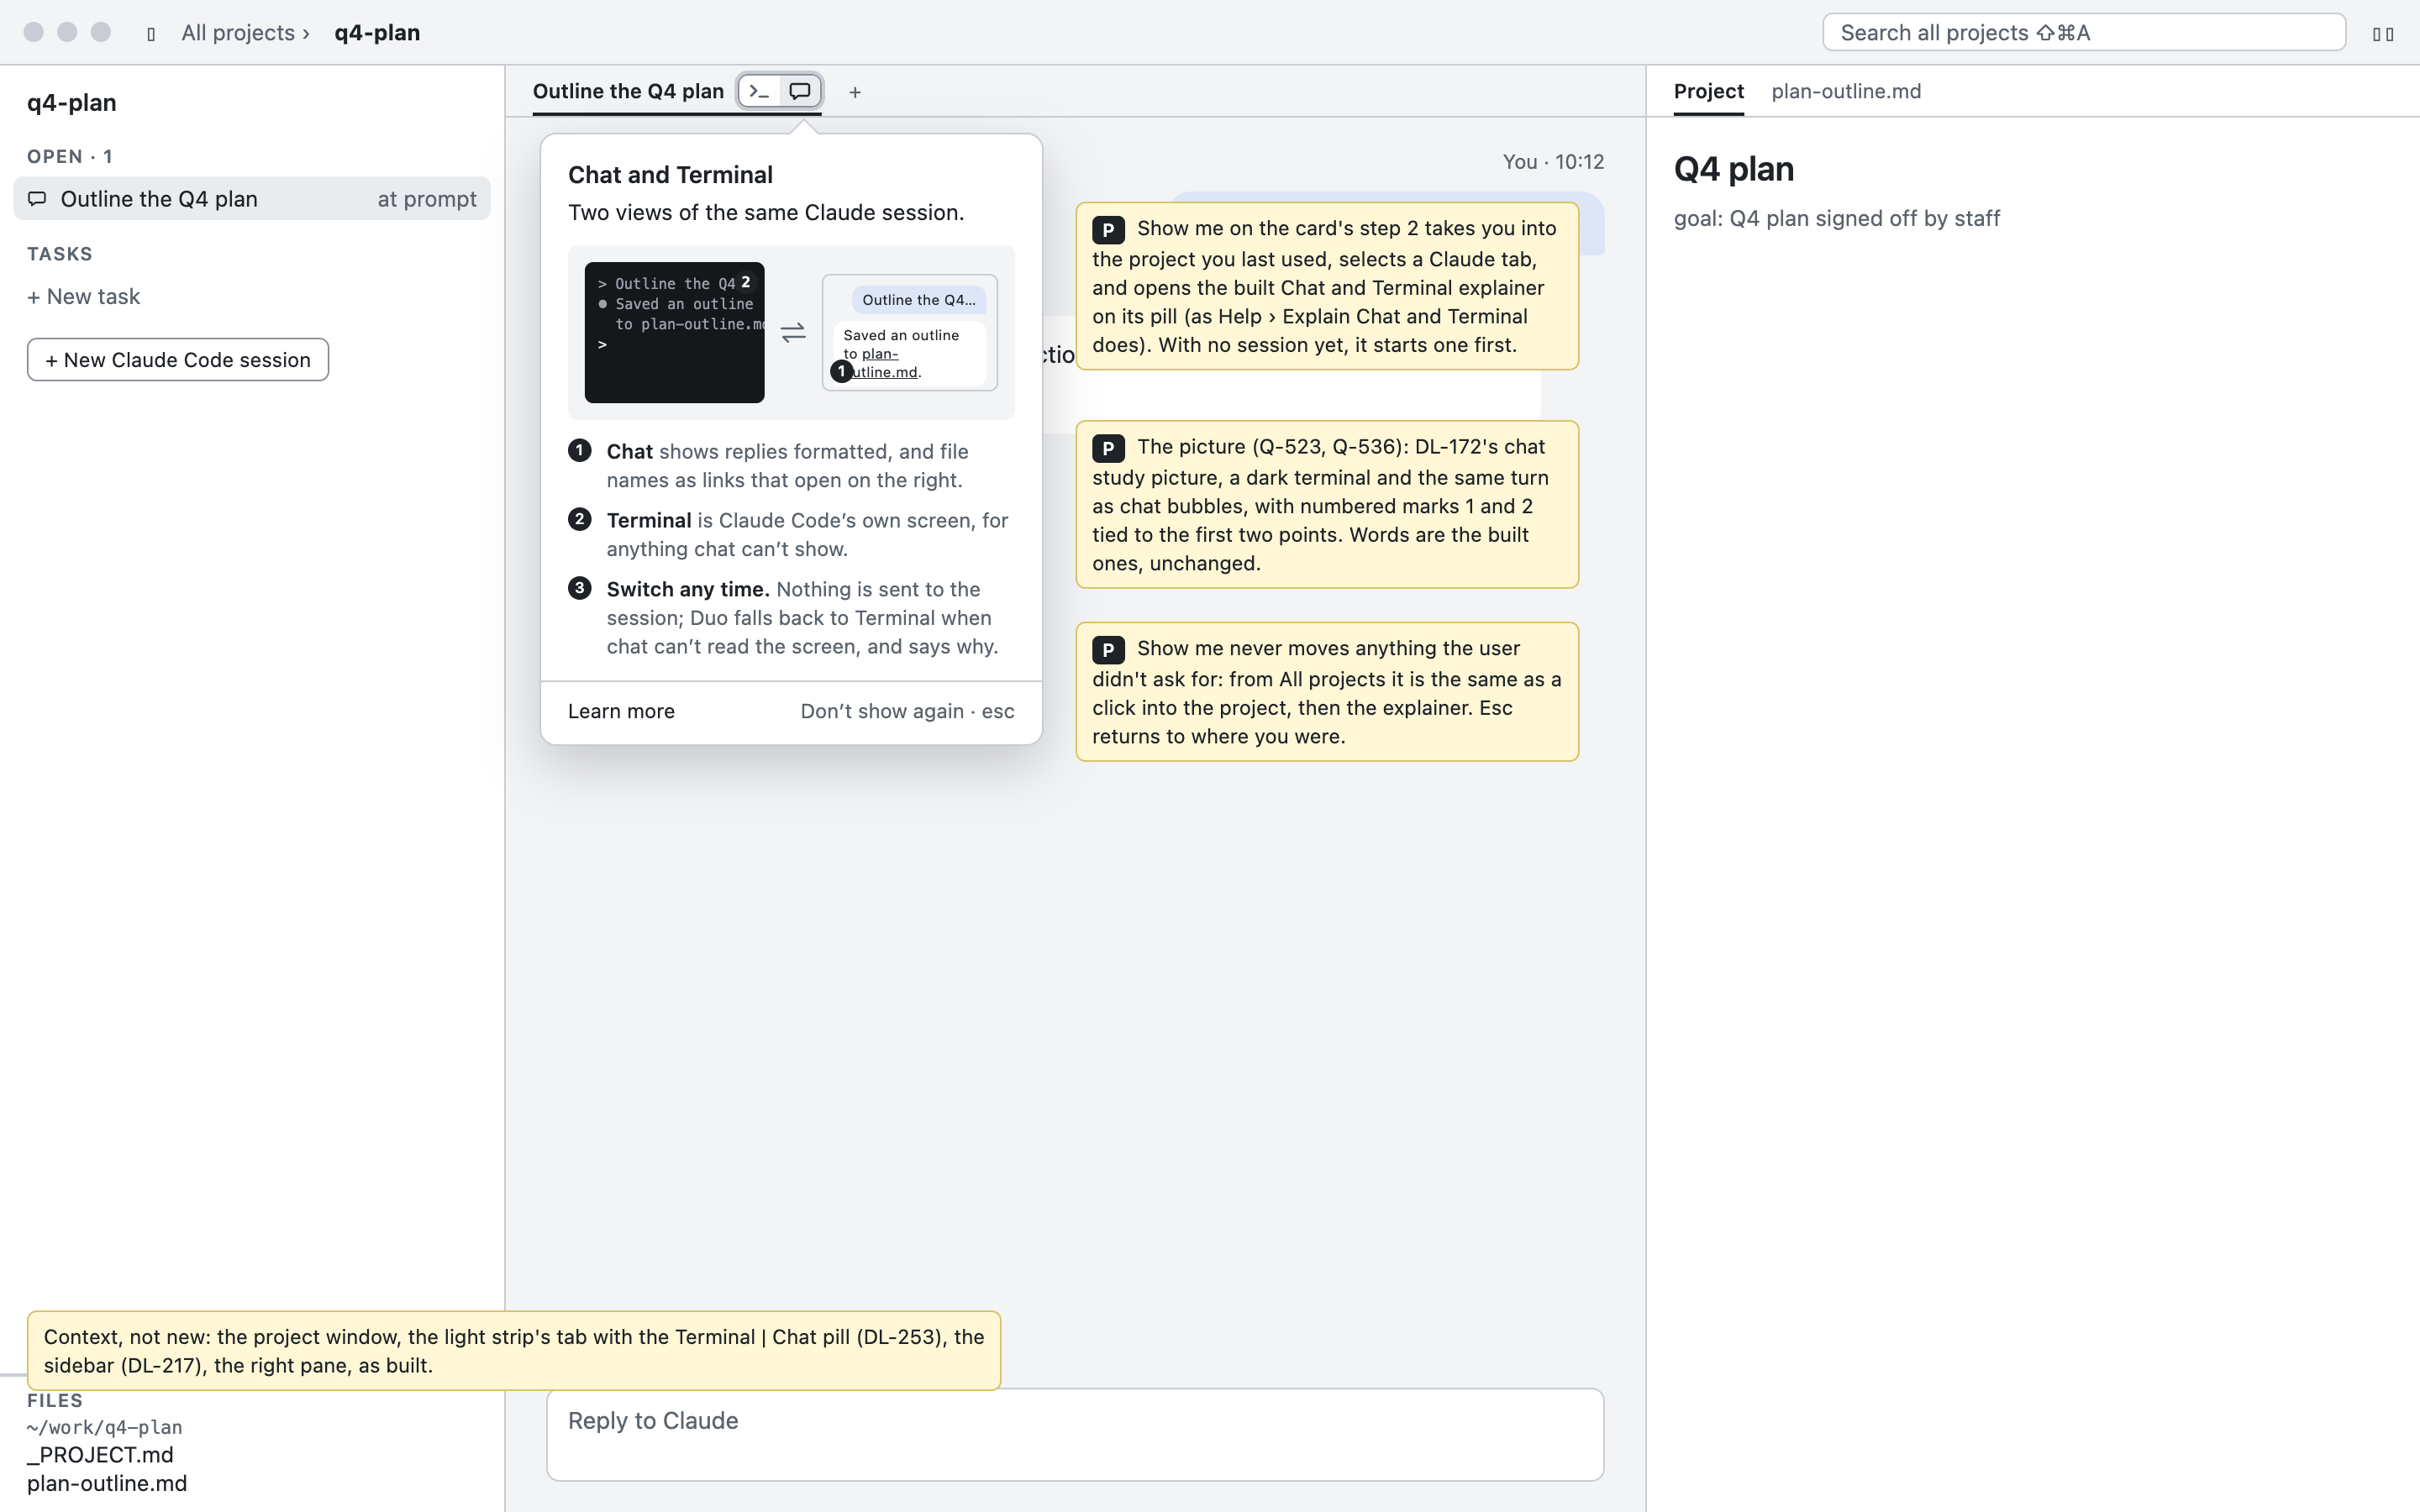 All projects › q4-plan
Search all projects ⇧⌘A
q4-plan
OPEN · 1
Outline the Q4 plan at prompt
TASKS
+ New task
+ New Claude Code session
FILES
~/work/q4-plan
_PROJECT.md
plan-outline.md
Outline the Q4 plan >_ +
You · 10:12
Chat and Terminal
Two views of the same Claude session.
> Outline the Q4 2
● Saved an outline
to plan-outline.m
>
Outline the Q4…
Saved an outline
to plan-
1 utline.md.
1 Chat shows replies formatted, and file
names as links that open on the right.
2 Terminal is Claude Code’s own screen, for
anything chat can’t show.
3 Switch any time. Nothing is sent to the
session; Duo falls back to Terminal when
chat can’t read the screen, and says why.
Learn more Don’t show again · esc
ctio
P Show me on the card's step 2 takes you into
the project you last used, selects a Claude tab,
and opens the built Chat and Terminal explainer
on its pill (as Help › Explain Chat and Terminal
does). With no session yet, it starts one first.
P The picture (Q-523, Q-536): DL-172's chat
study picture, a dark terminal and the same turn
as chat bubbles, with numbered marks 1 and 2
tied to the first two points. Words are the built
ones, unchanged.
P Show me never moves anything the user
didn't ask for: from All projects it is the same as a
click into the project, then the explainer. Esc
returns to where you were.
Context, not new: the project window, the light strip's tab with the Terminal | Chat pill (DL-253), the
sidebar (DL-217), the right pane, as built.
Reply to Claude
Project plan-outline.md
Q4 plan
goal: Q4 plan signed off by staff